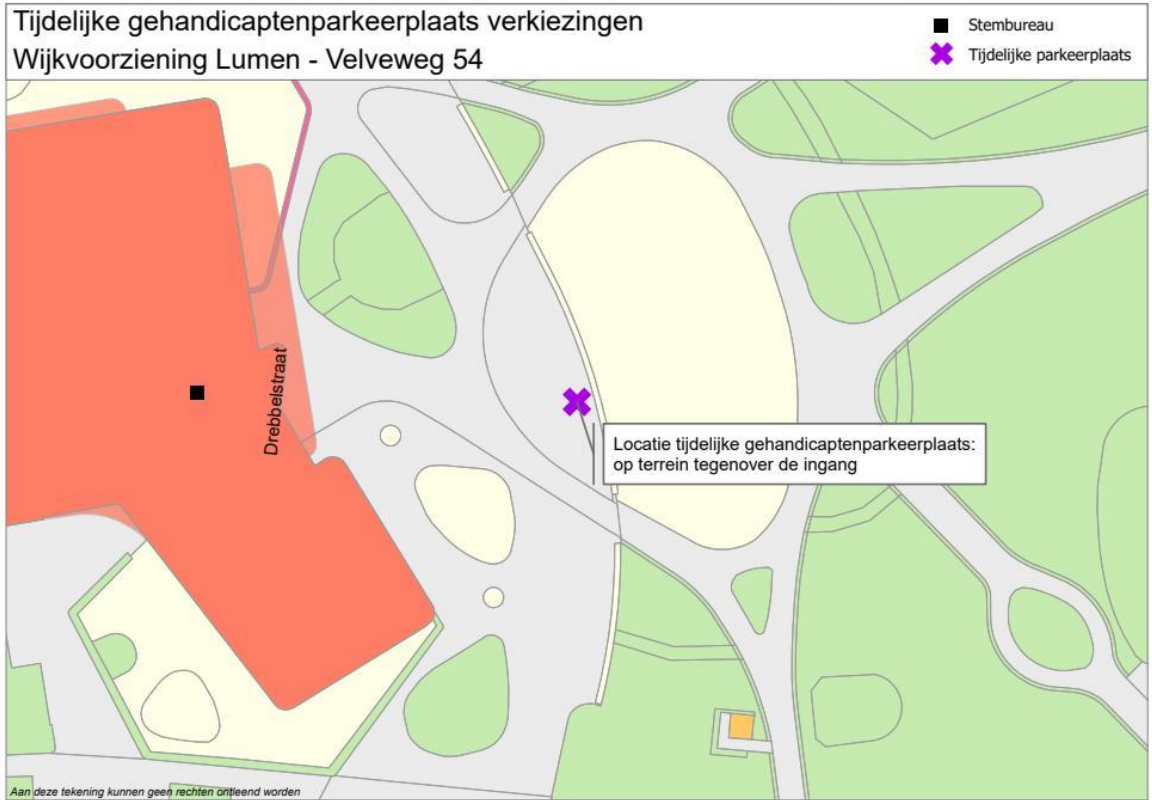 Tijdelijke gehandicaptenparkeerplaats verkiezingen
Wijkvoorziening Lumen - Velveweg 54
Stembureau
Tijdelijke parkeerplaats
Drebbelstraat
Locatie tijdelijke gehandicaptenparkeerplaats:
op terrein tegenover de ingang
Aan deze tekening kunnen geen rechten ontleend worden